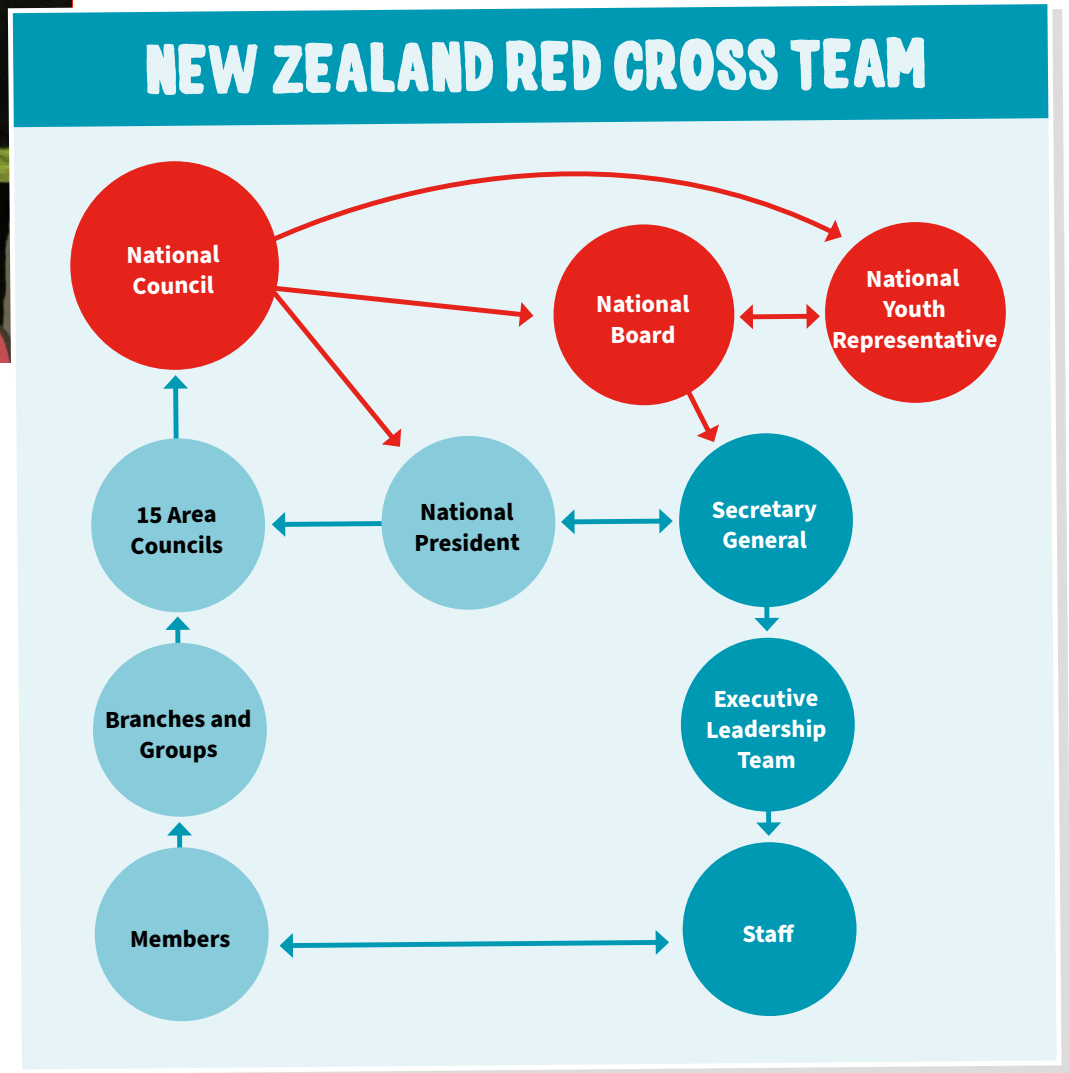 NEW ZEALAND RED CROSS TEAM
National
Council
National
Board
National
Youth
Representative
15 Area
Councils
National
President
Secretary
General
Branches and
Groups
Executive
Leadership
Team
Members
Staff